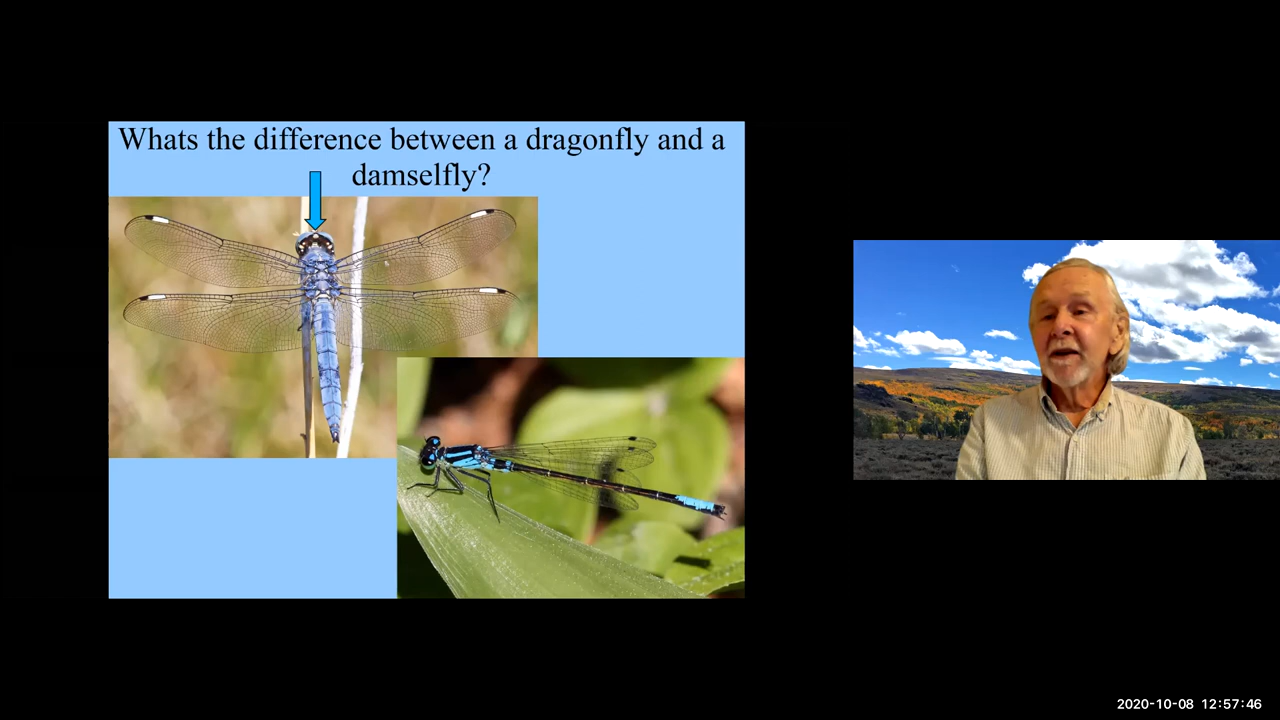 Whats the difference between a dragonfly and a
damselfly?
2020-10-08 12:57:46